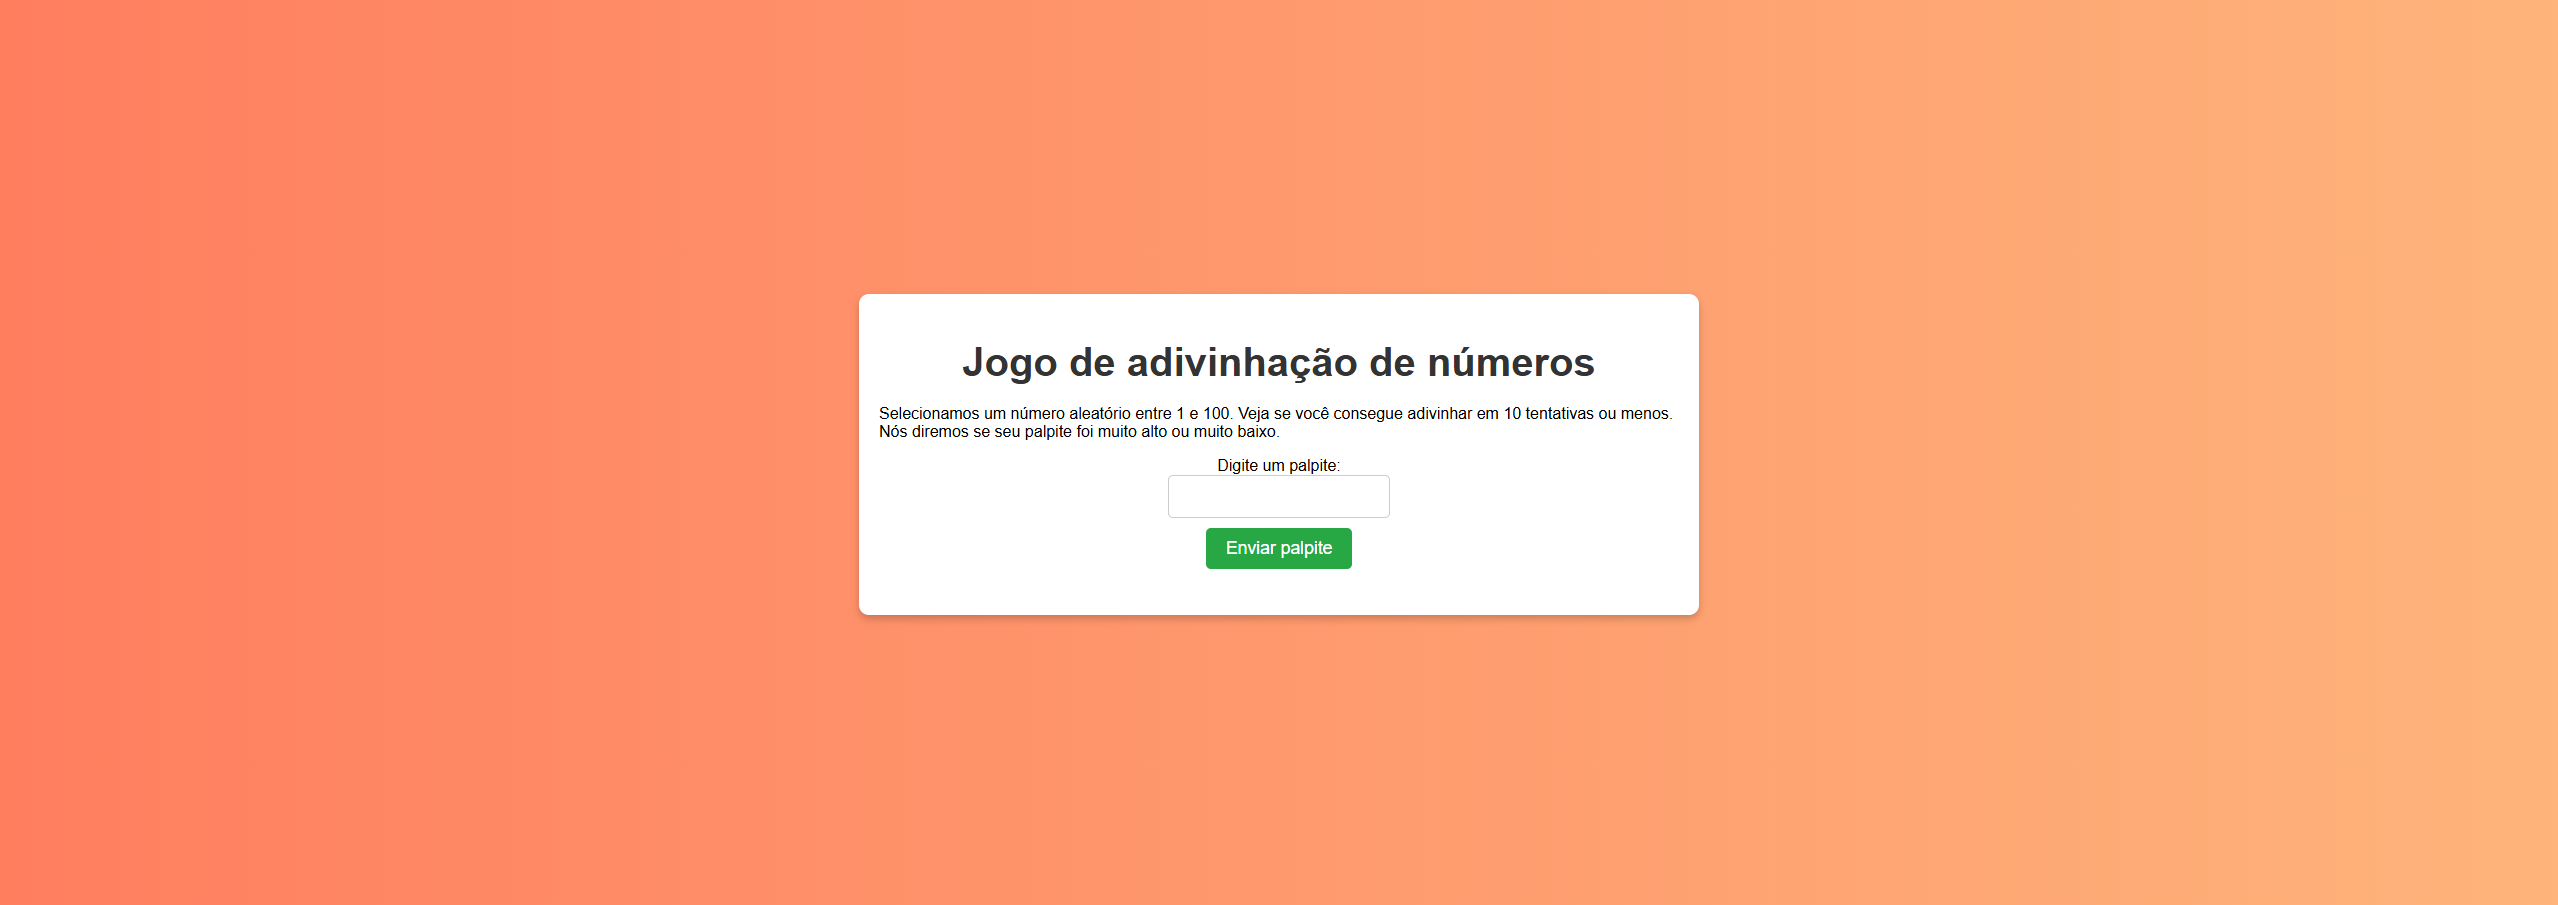 Jogo de adivinhação de números
Selecionamos um número aleatório entre 1 e 100. Veja se você consegue adivinhar em 10 tentativas ou menos.
Nós diremos se seu palpite foi muito alto ou muito baixo.
Digite um palpite:
Enviar palpite